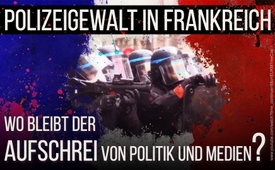 POLIZEIGEWALT IN FRANKREICH
WO BLEIBT DER
AUFSCHREI VON POLITIK UND MEDIEN?